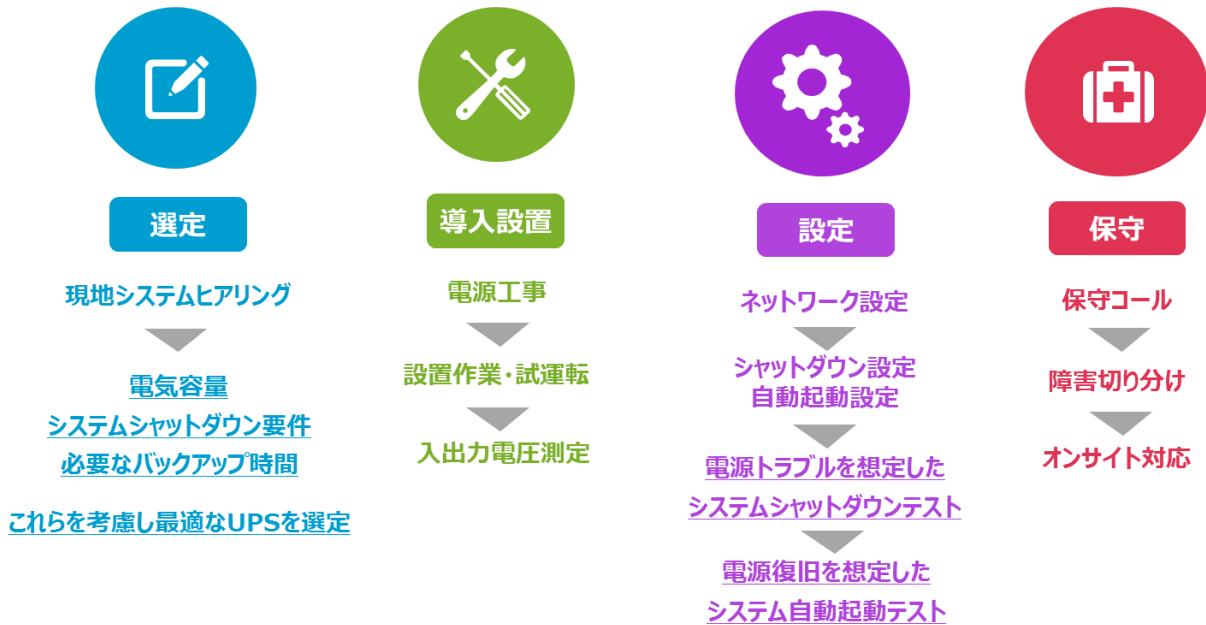 選定
現地システムヒアリング
電気容量
システムシャットダウン要件
必要なバックアップ時間
これらを考慮し最適なUPSを選定
導入設置
電源工事
設置作業・試運転
入出力電圧測定
設定
ネットワーク設定
シャットダウン設定
自動起動設定
電源トラブルを想定した
システムシャットダウンテスト
電源復旧を想定した
システム自動起動テスト
保守
保守コール
障害切り分け
オンサイト対応